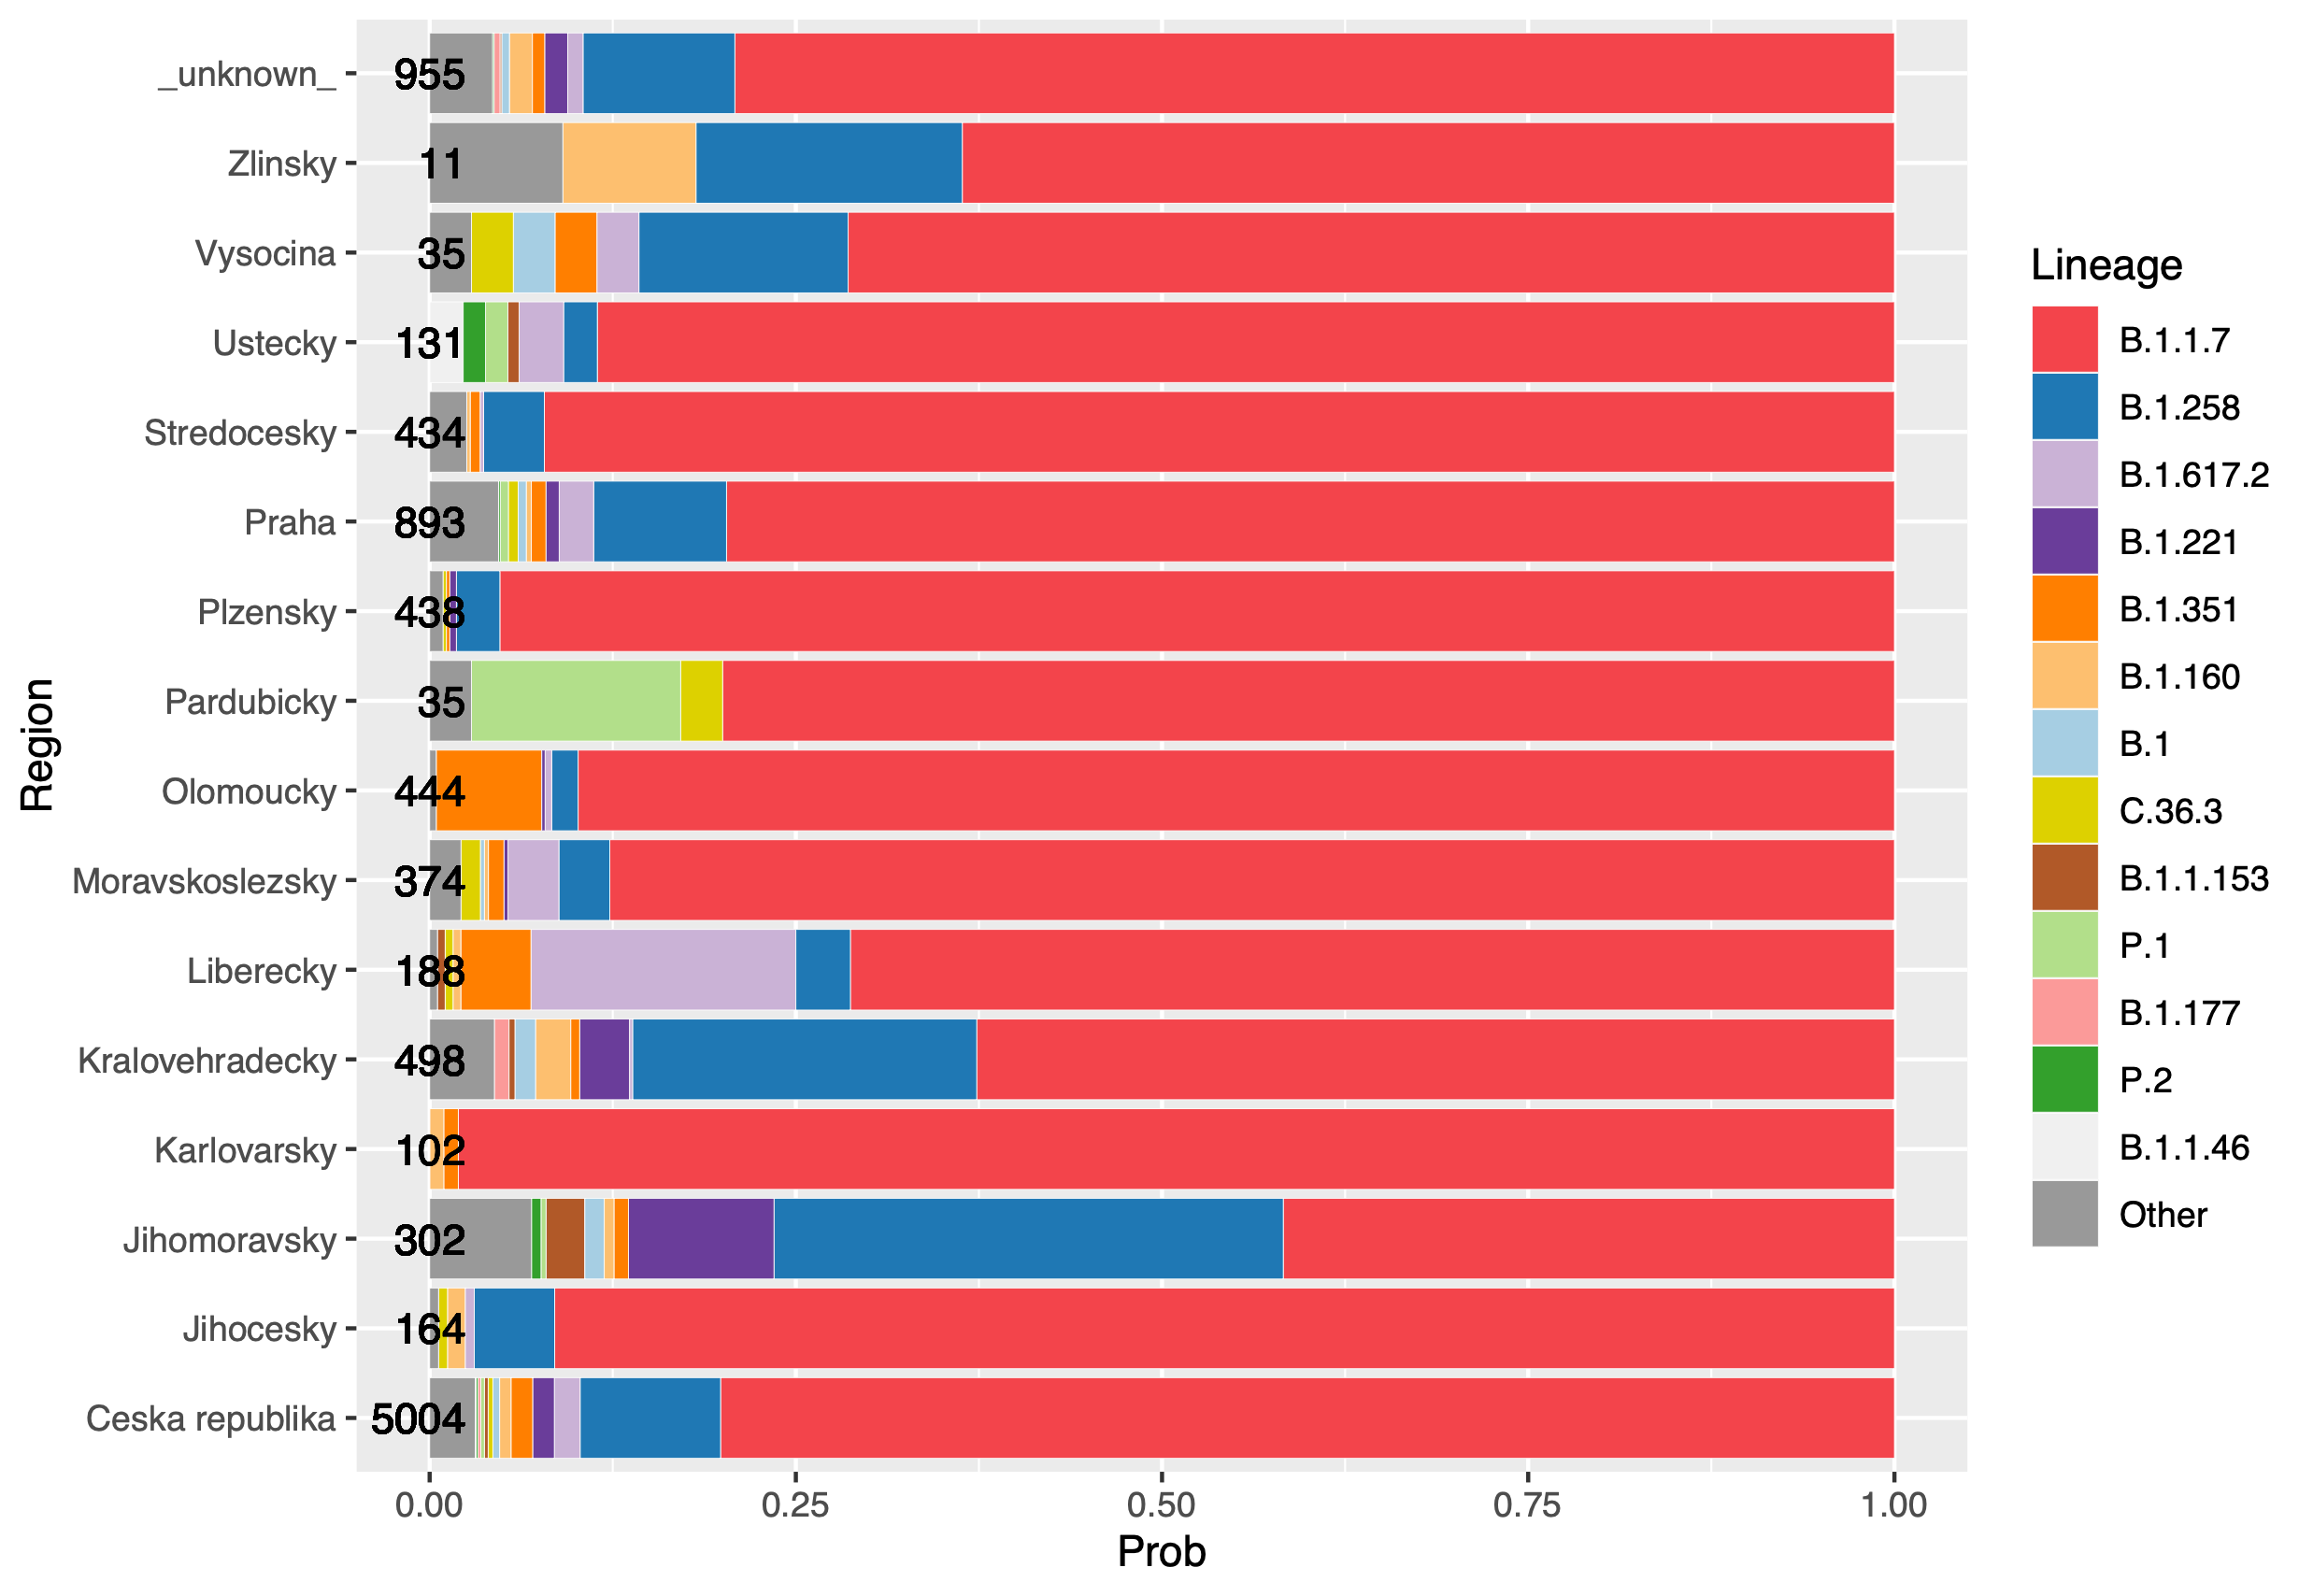 _unknown_ 955
Zlinsky 11
Vysocina 35
Ustecky 131
Stredocesky 434
Praha 893
Plzensky 438
Pardubicky 35
Olomoucky 444
Moravskoslezsky 374
Liberecky 188
Kralovehradecky 498
Karlovarsky 102
Jihomoravsky 302
Jihocesky 164
Ceska republika 5004
Region
0.00 0.25 0.50 0.75 1.00
Prob
Lineage
B.1.1.7
B.1.258
B.1.617.2
B.1.221
B.1.351
B.1.160
B.1
C.36.3
B.1.1.153
P.1
B.1.177
P.2
B.1.1.46
Other